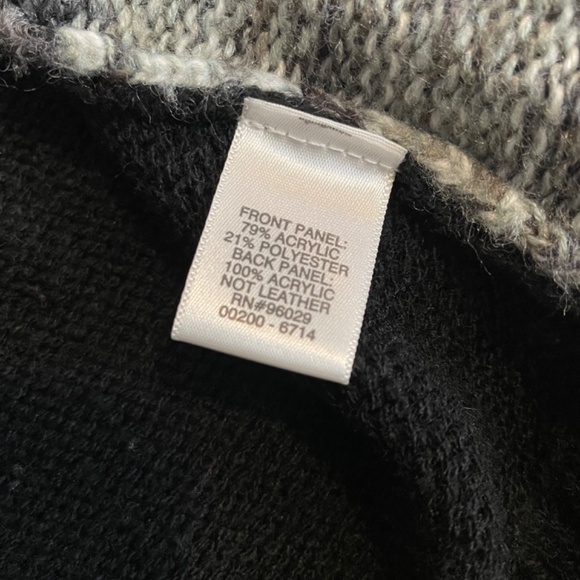 FRONT PANEL:
79% ACRYLIC
21% POLYESTER
BACK PANEL:
100% ACRYLIC
NOT LEATHER
RN#96029
00200 - 6714